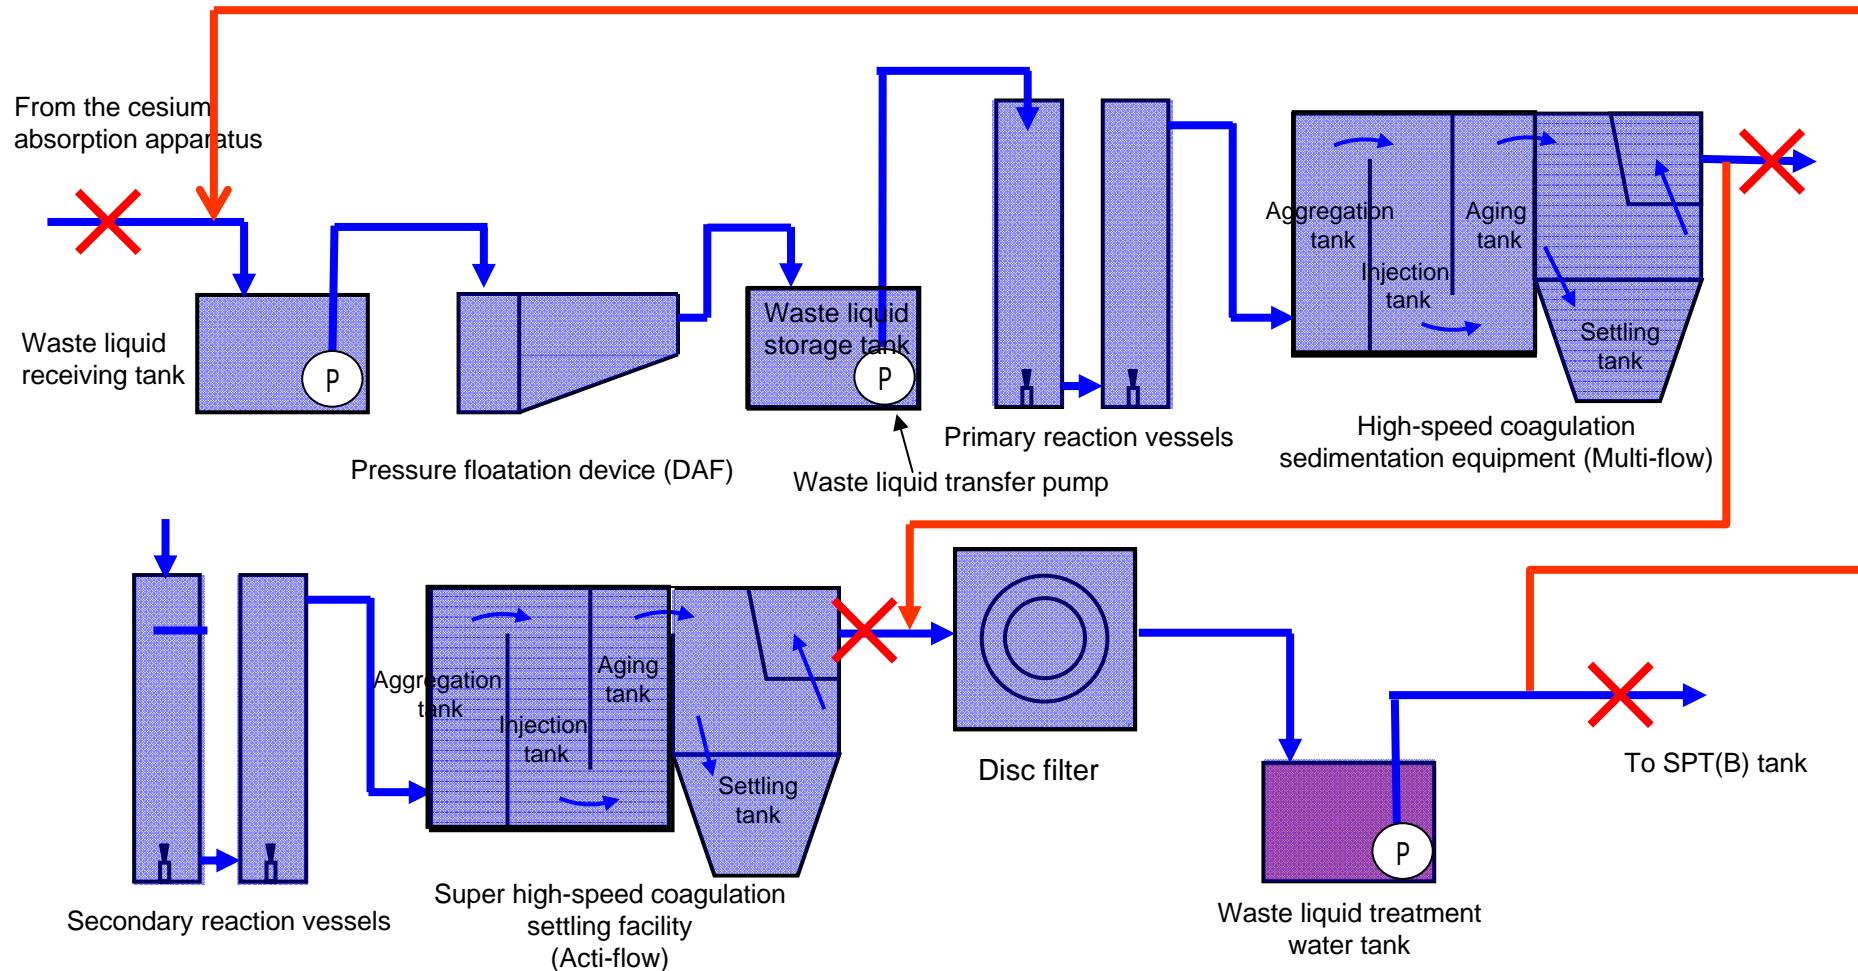 From the cesium
absorption apparatus
Aggregation
tank
Aging
tank
Injection
tank
Settling
tank
Waste liquid
receiving tank
P
Waste liquid
storage tank
P
Pressure floatation device (DAF)
Waste liquid transfer pump
Primary reaction vessels
High-speed coagulation
sedimentation equipment (Multi-flow)
Aggregation
tank
Aging
tank
Injection
tank
Settling
tank
Disc filter
To SPT(B) tank
P
Secondary reaction vessels
Super high-speed coagulation
settling facility
(Acti-flow)
Waste liquid treatment
water tank